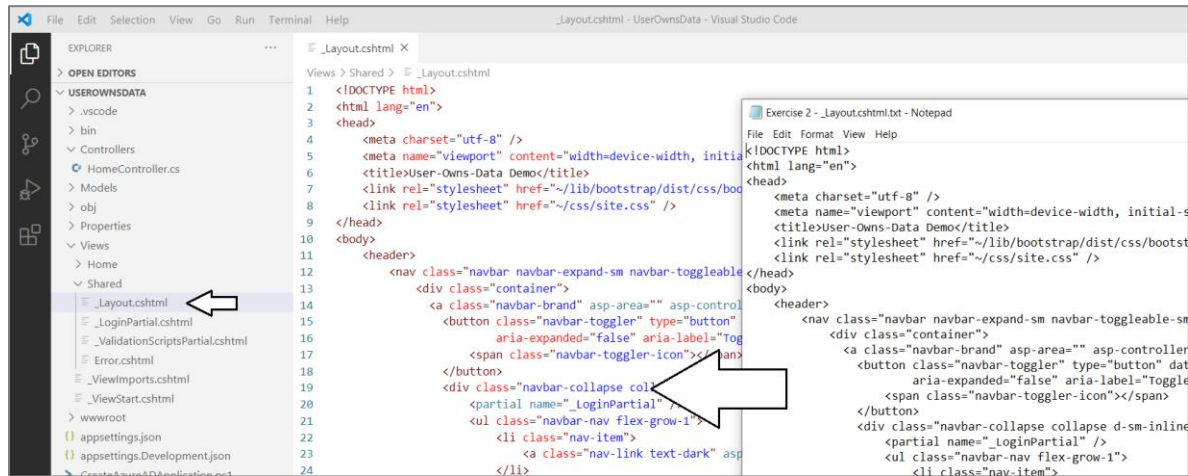 File Edit Selection View Go Run Terminal Help
_Layout.cshtml - UserOwnsData - Visual Studio Code
EXPLORER ...
> OPEN EDITORS
USEROWNSDATA
> .vscode
> bin
Controllers
C# HomeController.cs
> Models
> obj
> Properties
Views
> Home
Shared
_Layout.cshtml
_LoginPartial.cshtml
_ValidationScriptsPartial.cshtml
Error.cshtml
_ViewImports.cshtml
_ViewStart.cshtml
> wwwroot
{} appsettings.json
{} appsettings.Development.json
CreateAzureADApplication.ps1
_Layout.cshtml ×
Views > Shared > _Layout.cshtml
1 <!DOCTYPE html>
2 <html lang="en">
3 <head>
4 <meta charset="utf-8" />
5 <meta name="viewport" content="width=device-width, initia
6 <title>User-Owns-Data Demo</title>
7 <link rel="stylesheet" href="~/lib/bootstrap/dist/css/boo
8 <link rel="stylesheet" href="~/css/site.css" />
9 </head>
10 <body>
11 <header>
12 <nav class="navbar navbar-expand-sm navbar-toggleable
13 <div class="container">
14 <a class="navbar-brand" asp-area="" asp-control
15 <button class="navbar-toggler" type="button"
16 aria-expanded="false" aria-label="Tog
17 <span class="navbar-toggler-icon"></span>
18 </button>
19 <div class="navbar-collapse coll
20 <partial name="_LoginPartial" />
21 <ul class="navbar-nav flex-grow-1">
22 <li class="nav-item">
23 <a class="nav-link text-dark" asp
24 </li>
Exercise 2 - _Layout.cshtml.txt - Notepad
File Edit Format View Help
<!DOCTYPE html>
<html lang="en">
<head>
<meta charset="utf-8" />
<meta name="viewport" content="width=device-width, initial-s
<title>User-Owns-Data Demo</title>
<link rel="stylesheet" href="~/lib/bootstrap/dist/css/bootst
<link rel="stylesheet" href="~/css/site.css" />
</head>
<body>
<header>
<nav class="navbar navbar-expand-sm navbar-toggleable-sm
<div class="container">
<a class="navbar-brand" asp-area="" asp-controller
<button class="navbar-toggler" type="button" dat
aria-expanded="false" aria-label="Toggle
<span class="navbar-toggler-icon"></span>
</button>
<div class="navbar-collapse collapse d-sm-inline
<partial name="_LoginPartial" />
<ul class="navbar-nav flex-grow-1">
<li class="nav-item">